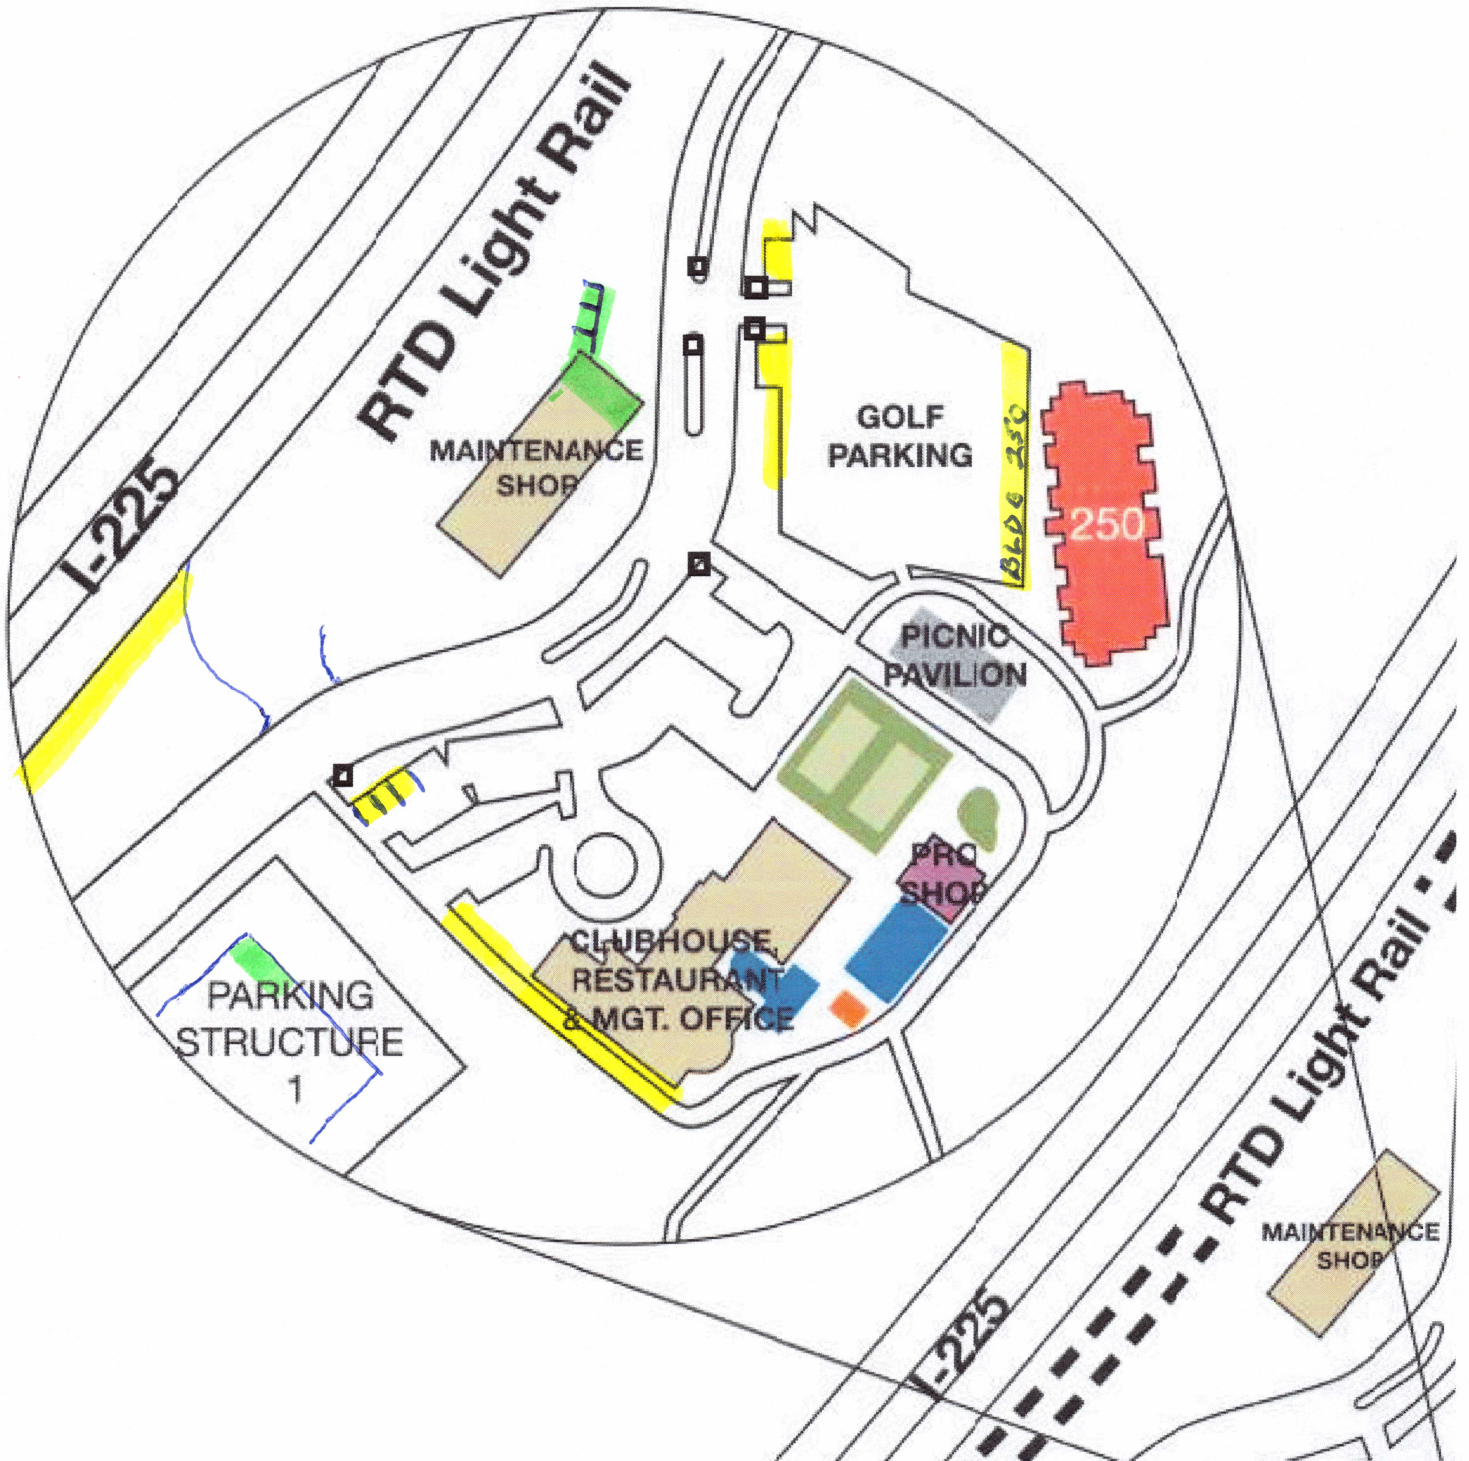 RTD Light Rail
I-225
MAINTENANCE
SHOP
GOLF
PARKING
BLDG 250
250
PICNIC
PAVILION
PRO
SHOP
CLUBHOUSE,
RESTAURANT
& MGT. OFFICE
PARKING
STRUCTURE
1
RTD Light Rail
MAINTENANCE
SHOP
I-225